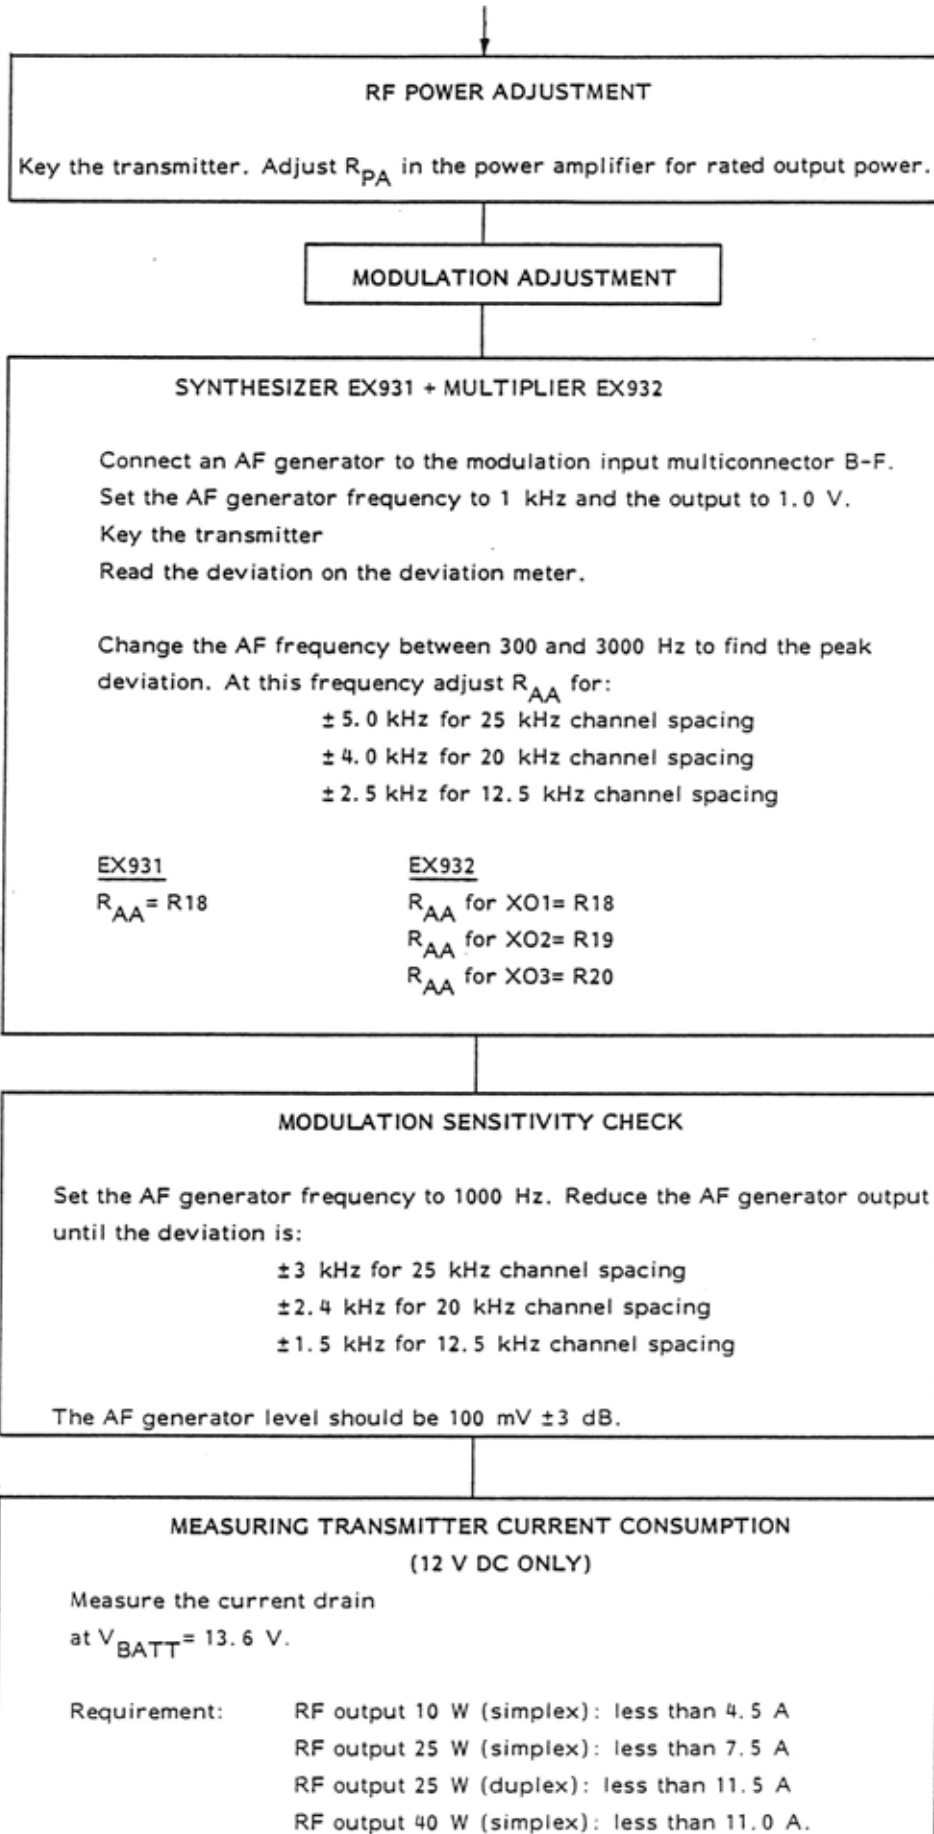 RF POWER ADJUSTMENT
Key the transmitter. Adjust RPA in the power amplifier for rated output power.
MODULATION ADJUSTMENT
SYNTHESIZER EX931 + MULTIPLIER EX932
Connect an AF generator to the modulation input multiconnector B-F.
Set the AF generator frequency to 1 kHz and the output to 1.0 V.
Key the transmitter
Read the deviation on the deviation meter.
Change the AF frequency between 300 and 3000 Hz to find the peak
deviation. At this frequency adjust RAA for:
± 5.0 kHz for 25 kHz channel spacing
± 4.0 kHz for 20 kHz channel spacing
±2.5 kHz for 12.5 kHz channel spacing
EX931 EX932
RAA= R18 RAA for XO1= R18
RAA for XO2= R19
RAA for XO3= R20
MODULATION SENSITIVITY CHECK
Set the AF generator frequency to 1000 Hz. Reduce the AF generator output
until the deviation is:
±3 kHz for 25 kHz channel spacing
±2.4 kHz for 20 kHz channel spacing
±1.5 kHz for 12.5 kHz channel spacing
The AF generator level should be 100 mV ±3 dB.
MEASURING TRANSMITTER CURRENT CONSUMPTION
(12 V DC ONLY)
Measure the current drain
at VBATT= 13.6 V.
Requirement: RF output 10 W (simplex): less than 4.5 A
RF output 25 W (simplex): less than 7.5 A
RF output 25 W (duplex): less than 11.5 A
RF output 40 W (simplex): less than 11.0 A.